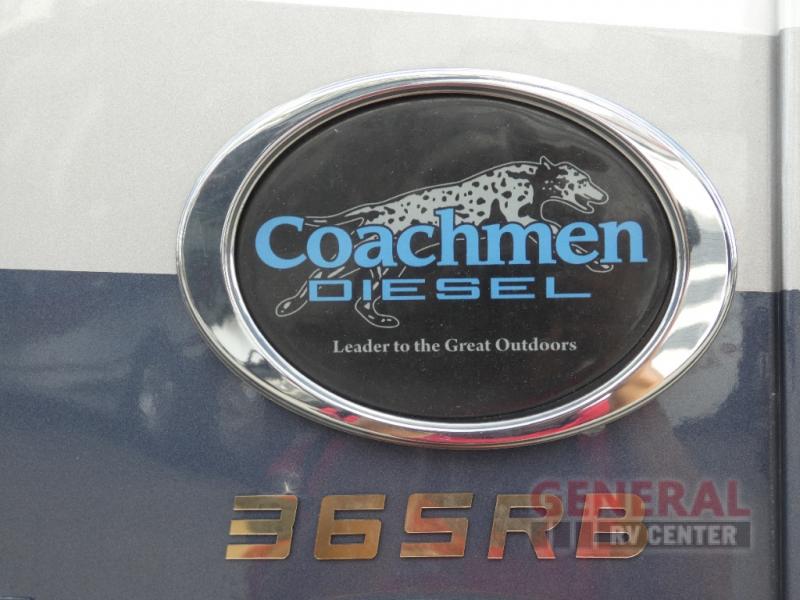 Coachmen
DIESEL
Leader to the Great Outdoors
365RB
GENERAL
RV CENTER